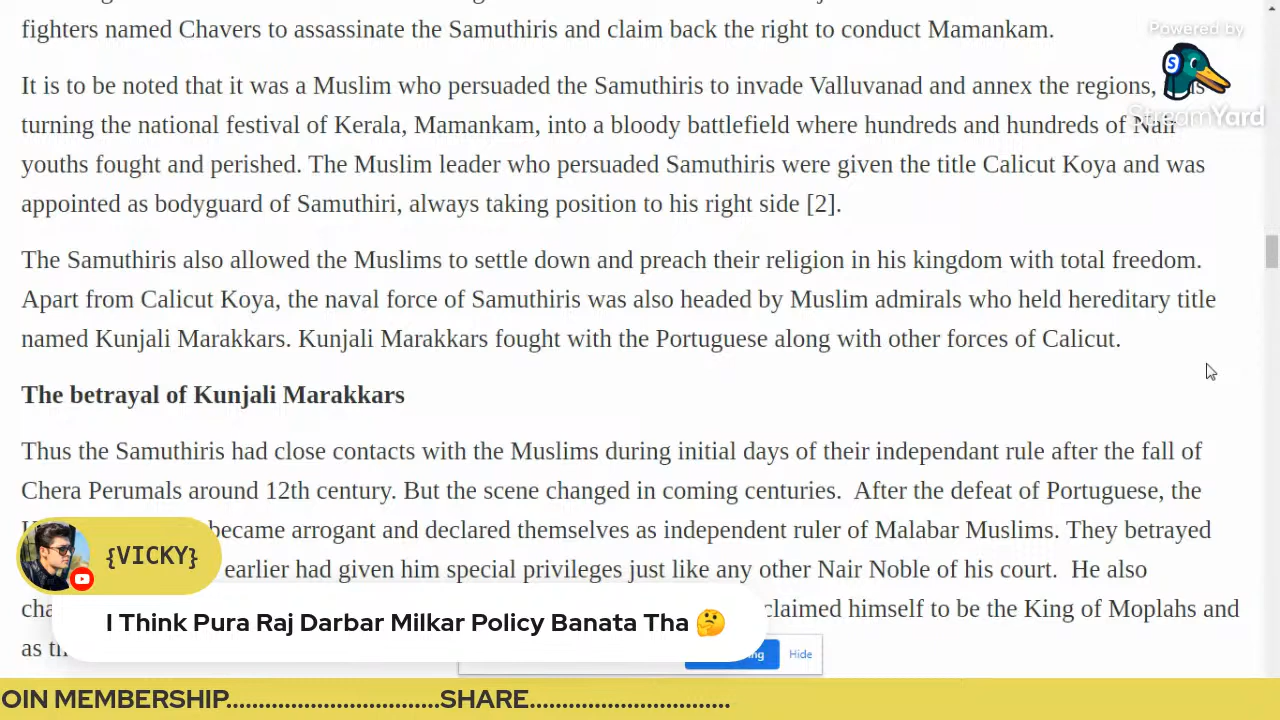 fighters named Chavers to assassinate the Samuthiris and claim back the right to conduct Mamankam.
Powered by
StreamYard
It is to be noted that it was a Muslim who persuaded the Samuthiris to invade Valluvanad and annex the regions,
turning the national festival of Kerala, Mamankam, into a bloody battlefield where hundreds and hundreds of Nair
youths fought and perished. The Muslim leader who persuaded Samuthiris were given the title Calicut Koya and was
appointed as bodyguard of Samuthiri, always taking position to his right side [2].
The Samuthiris also allowed the Muslims to settle down and preach their religion in his kingdom with total freedom.
Apart from Calicut Koya, the naval force of Samuthiris was also headed by Muslim admirals who held hereditary title
named Kunjali Marakkars. Kunjali Marakkars fought with the Portuguese along with other forces of Calicut.
The betrayal of Kunjali Marakkars
Thus the Samuthiris had close contacts with the Muslims during initial days of their independant rule after the fall of
Chera Perumals around 12th century. But the scene changed in coming centuries.  After the defeat of Portuguese, the
became arrogant and declared themselves as independent ruler of Malabar Muslims. They betrayed
{VICKY}
earlier had given him special privileges just like any other Nair Noble of his court.  He also
claimed himself to be the King of Moplahs and
I Think Pura Raj Darbar Milkar Policy Banata Tha 🤔
as
Hide
OIN MEMBERSHIP.................................SHARE...............................